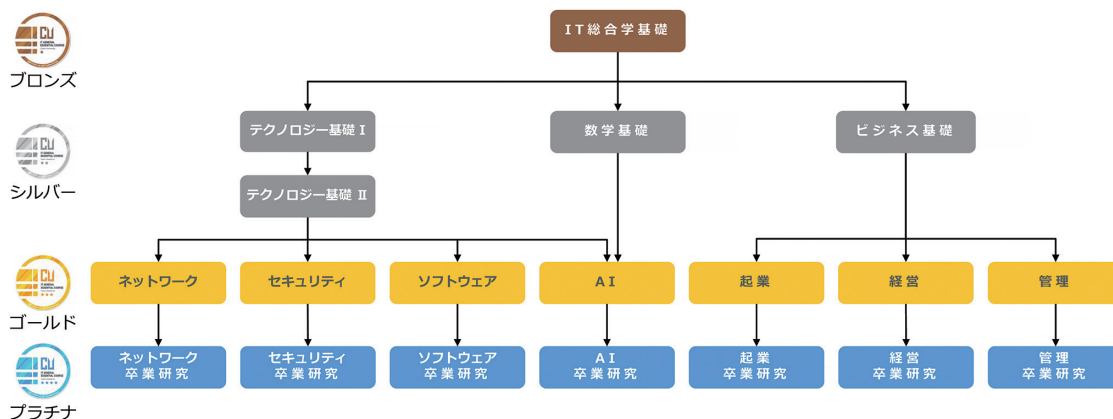 IT総合学基礎
ブロンズ
テクノロジー基礎 I
数学基礎
ビジネス基礎
シルバー
テクノロジー基礎 II
ネットワーク
セキュリティ
ソフトウェア
AI
起業
経営
管理
ゴールド
ネットワーク
卒業研究
セキュリティ
卒業研究
ソフトウェア
卒業研究
AI
卒業研究
起業
卒業研究
経営
卒業研究
管理
卒業研究
プラチナ